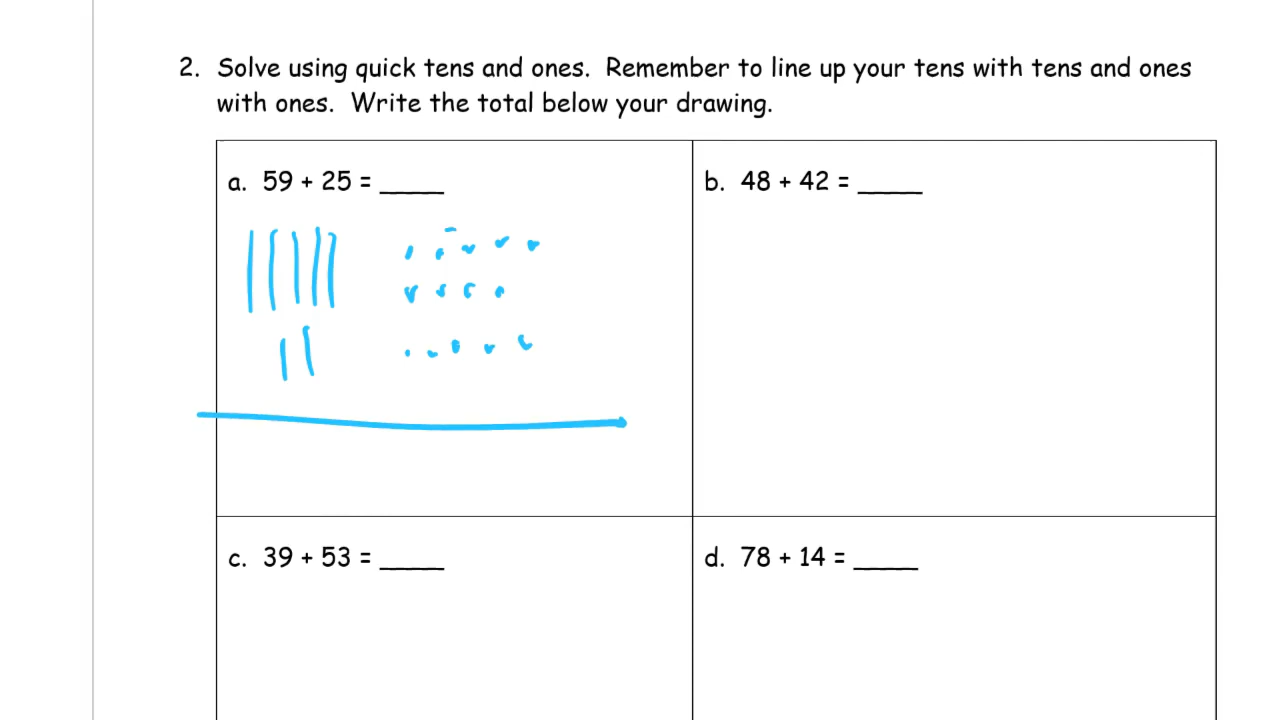 2. Solve using quick tens and ones. Remember to line up your tens with tens and ones
with ones. Write the total below your drawing.
a. 59 + 25 = _____
b. 48 + 42 = _____
c. 39 + 53 = _____
d. 78 + 14 = _____